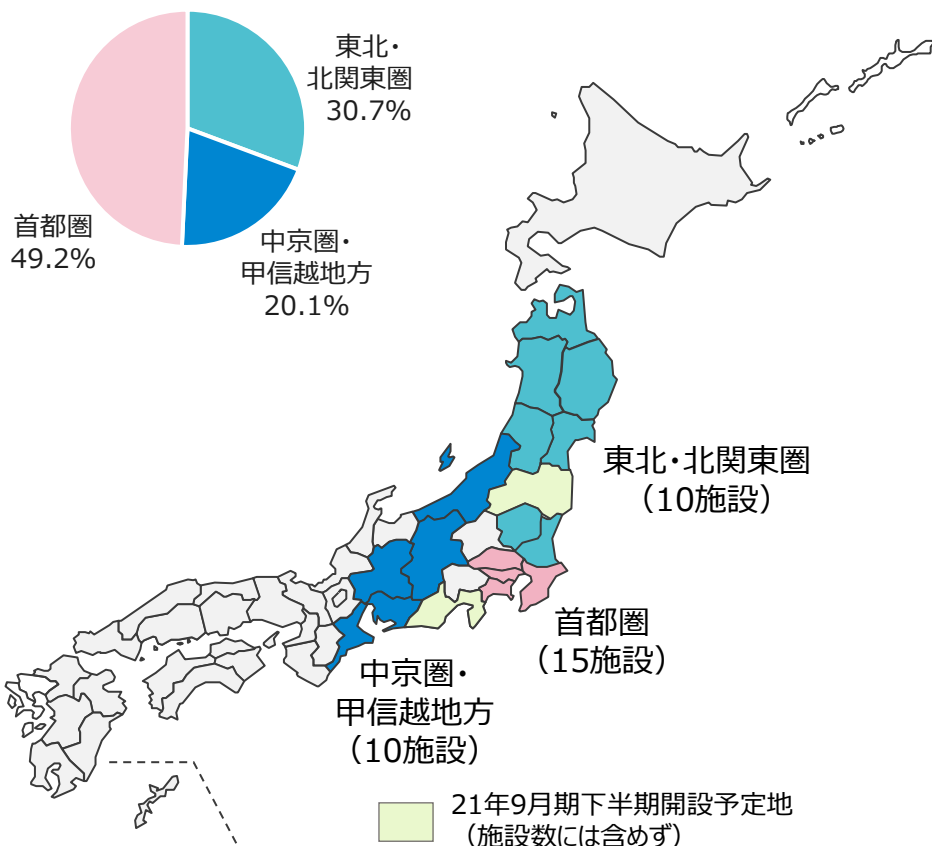 東北・
北関東圏
30.7%
首都圏
49.2%
中京圏・
甲信越地方
20.1%
東北・北関東圏
（10施設）
首都圏
（15施設）
中京圏・
甲信越地方
（10施設）
21年9月期下半期開設予定地
（施設数には含めず）